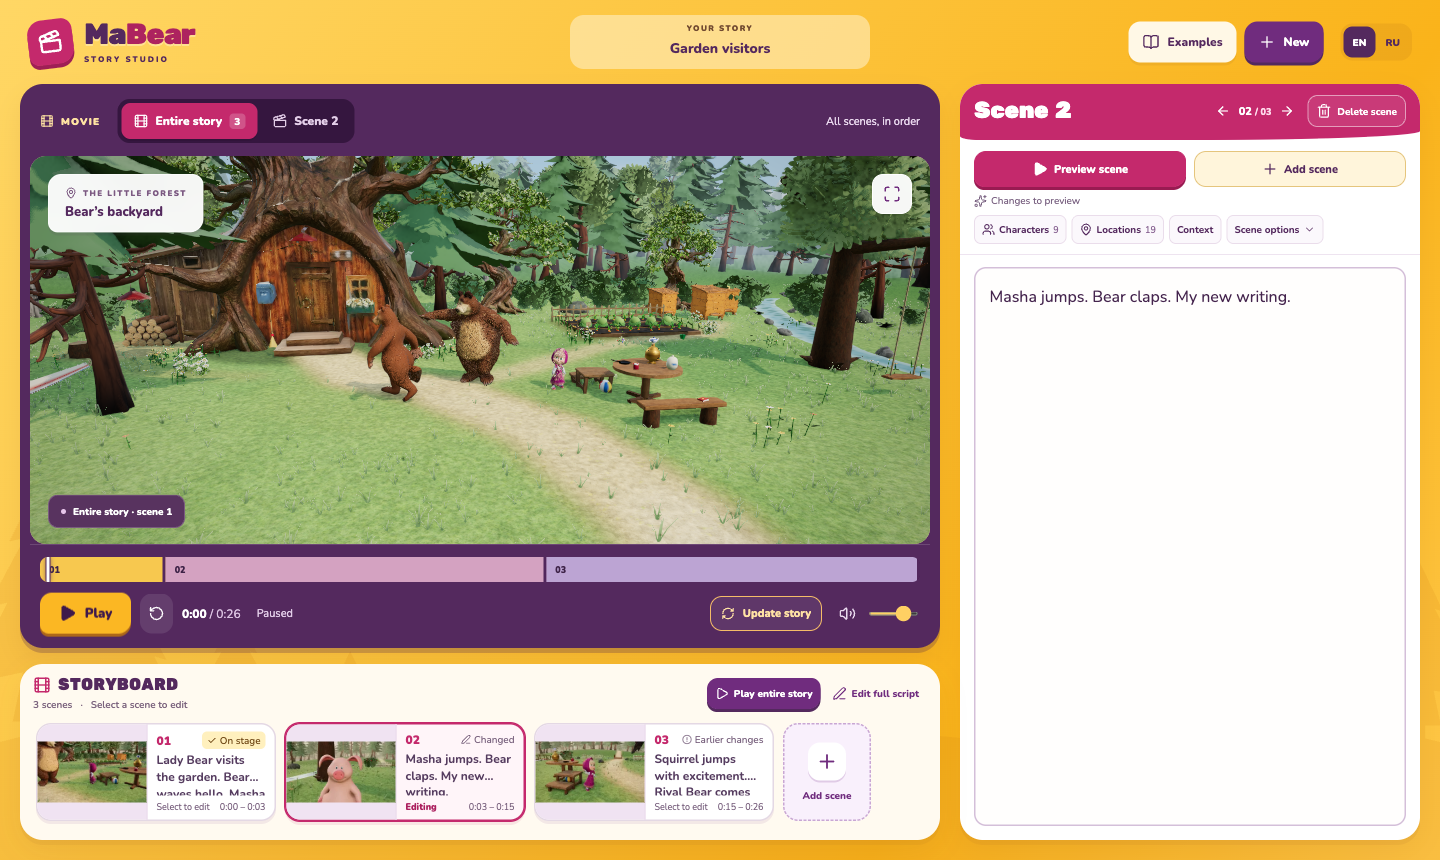 MaBear
STORY STUDIO
YOUR STORY
Garden visitors
Examples
New
EN
RU
MOVIE
Entire story 3
Scene 2
All scenes, in order
THE LITTLE FOREST
Bear's backyard
Entire story · scene 1
01
02
03
Play
0:00 / 0:26
Paused
Update story
STORYBOARD
3 scenes · Select a scene to edit
Play entire story
Edit full script
01
On stage
Lady Bear visits
the garden. Bear...
waves hello. Masha
Select to edit
0:00 – 0:03
02
Changed
Masha jumps. Bear
claps. My new...
writing.
Editing
0:03 – 0:15
03
Earlier changes
Squirrel jumps
with excitement....
Rival Bear comes
Select to edit
0:15 – 0:26
Add scene
Scene 2
02 / 03
Delete scene
Preview scene
Add scene
Changes to preview
Characters 9
Locations 19
Context
Scene options
Masha jumps. Bear claps. My new writing.